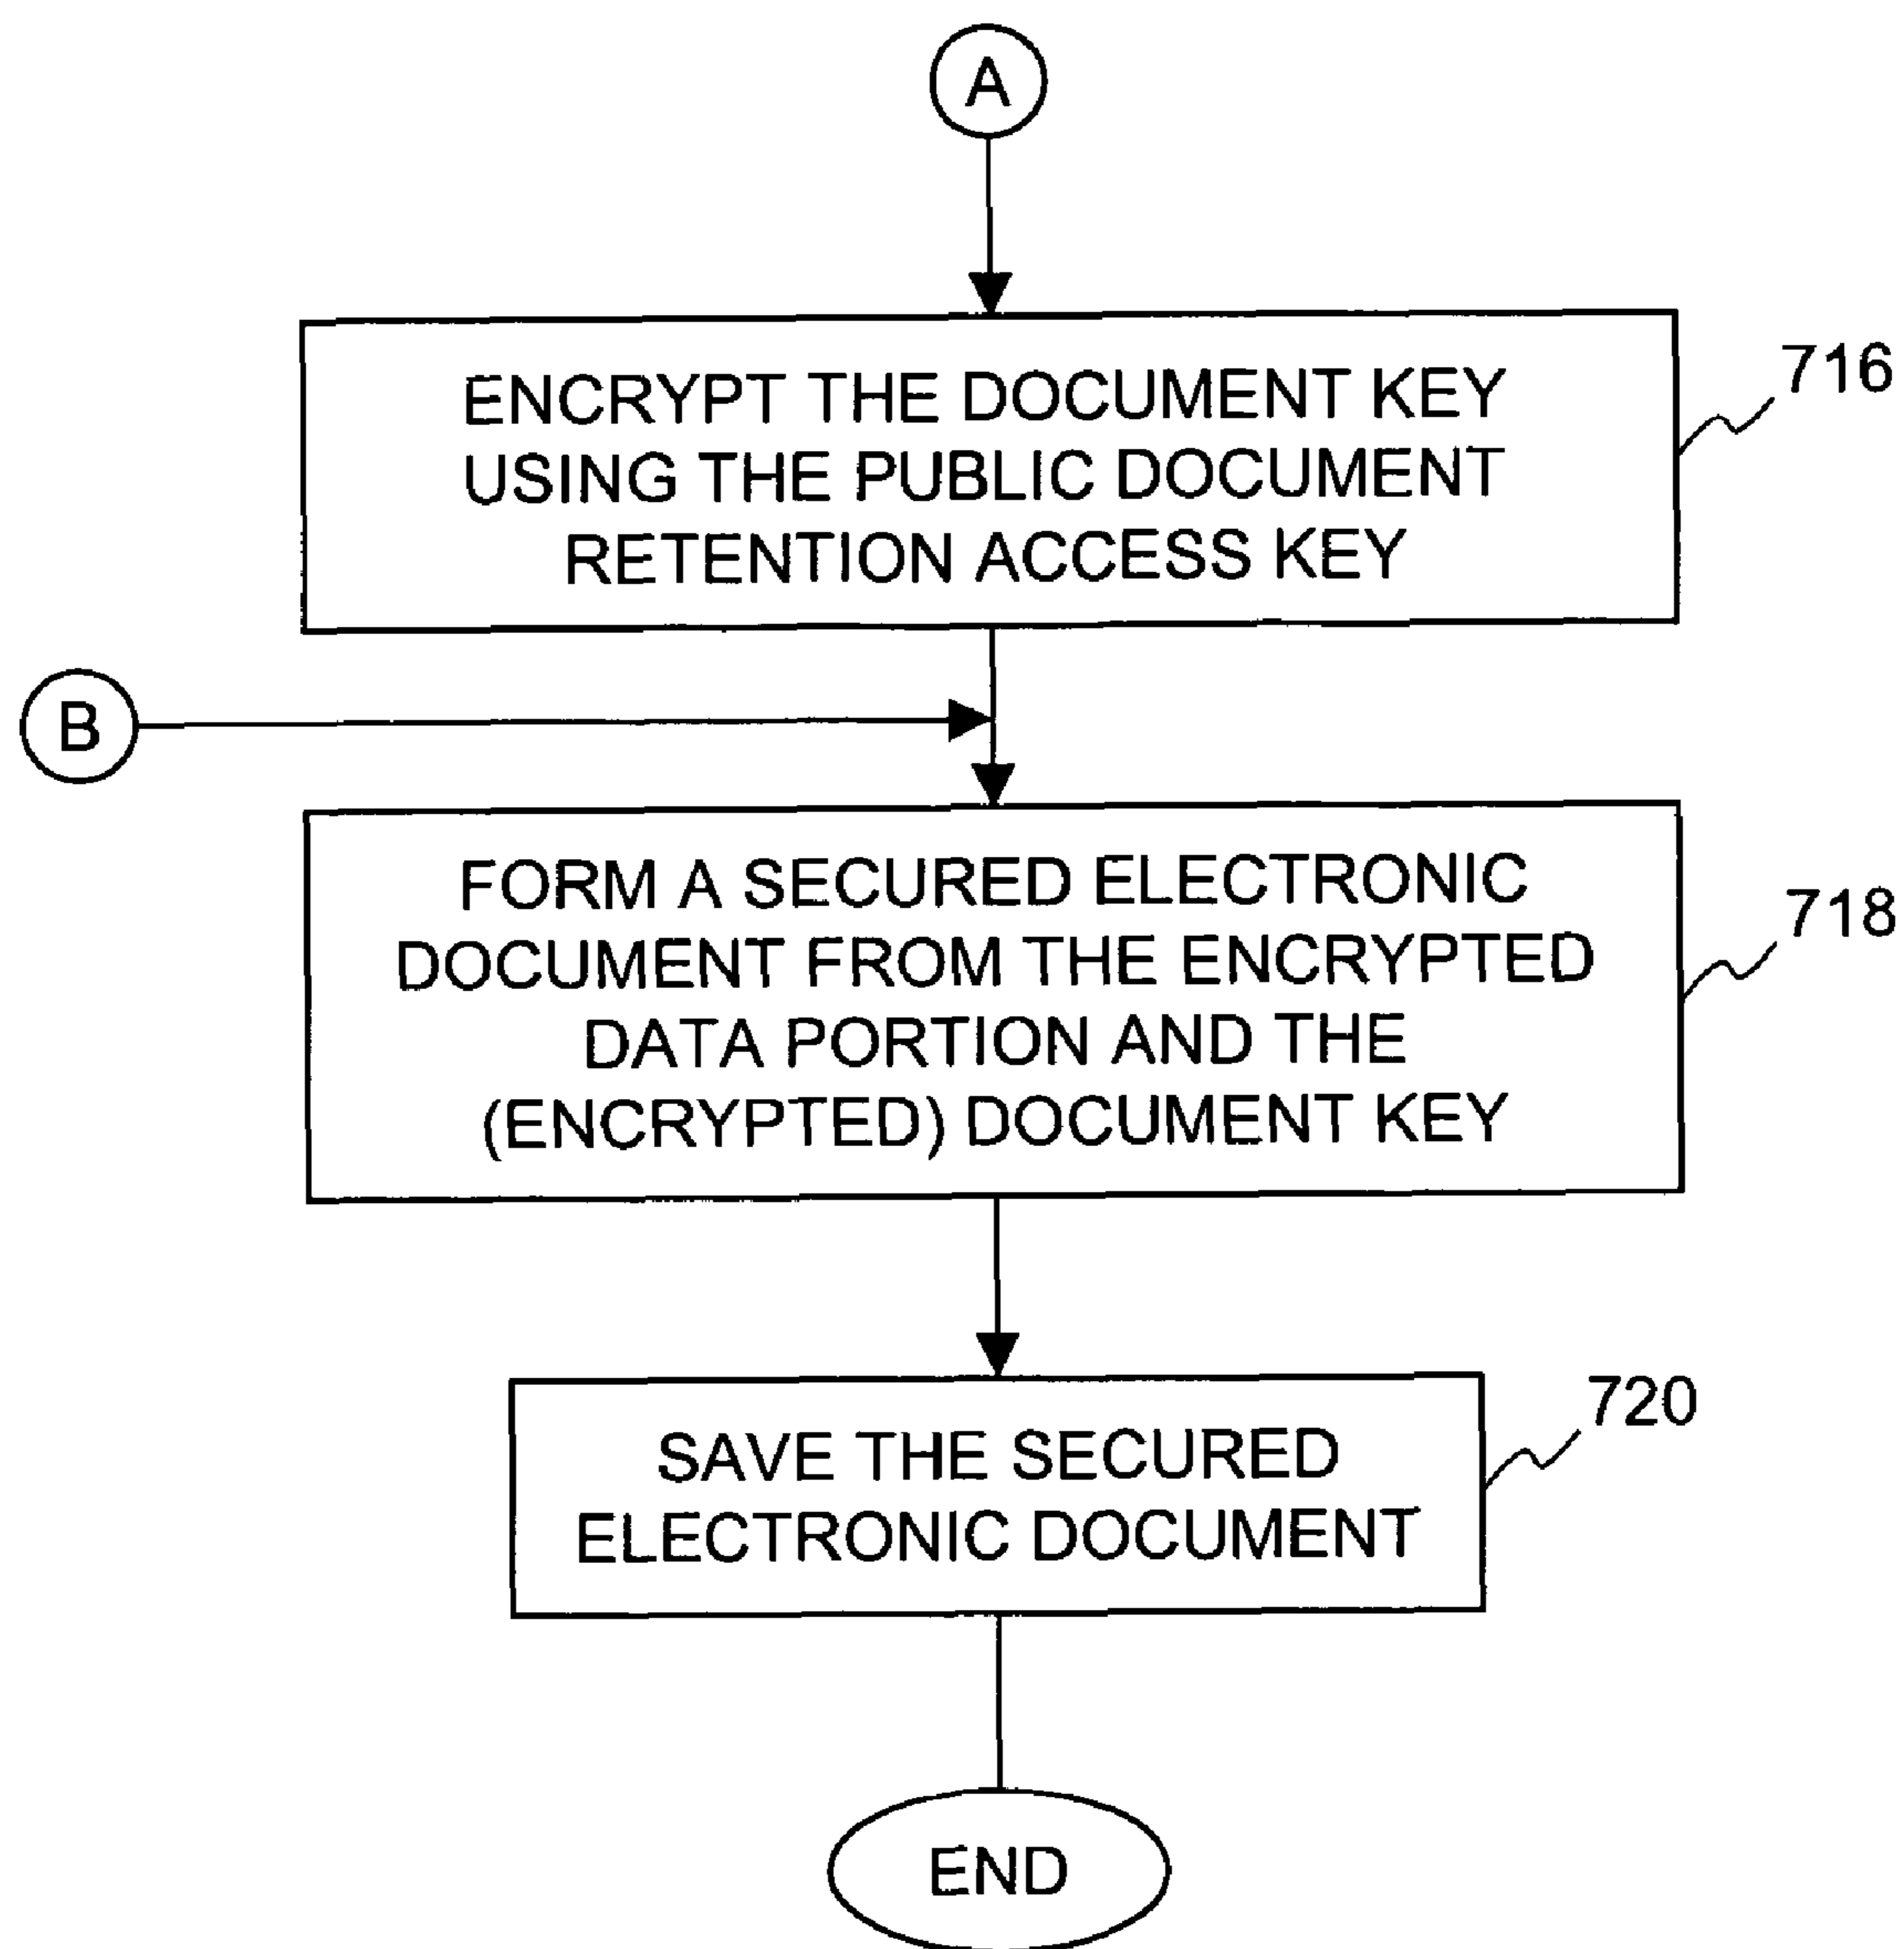 A
ENCRYPT THE DOCUMENT KEY
USING THE PUBLIC DOCUMENT
RETENTION ACCESS KEY
716
B
FORM A SECURED ELECTRONIC
DOCUMENT FROM THE ENCRYPTED
DATA PORTION AND THE
(ENCRYPTED) DOCUMENT KEY
718
SAVE THE SECURED
ELECTRONIC DOCUMENT
720
END